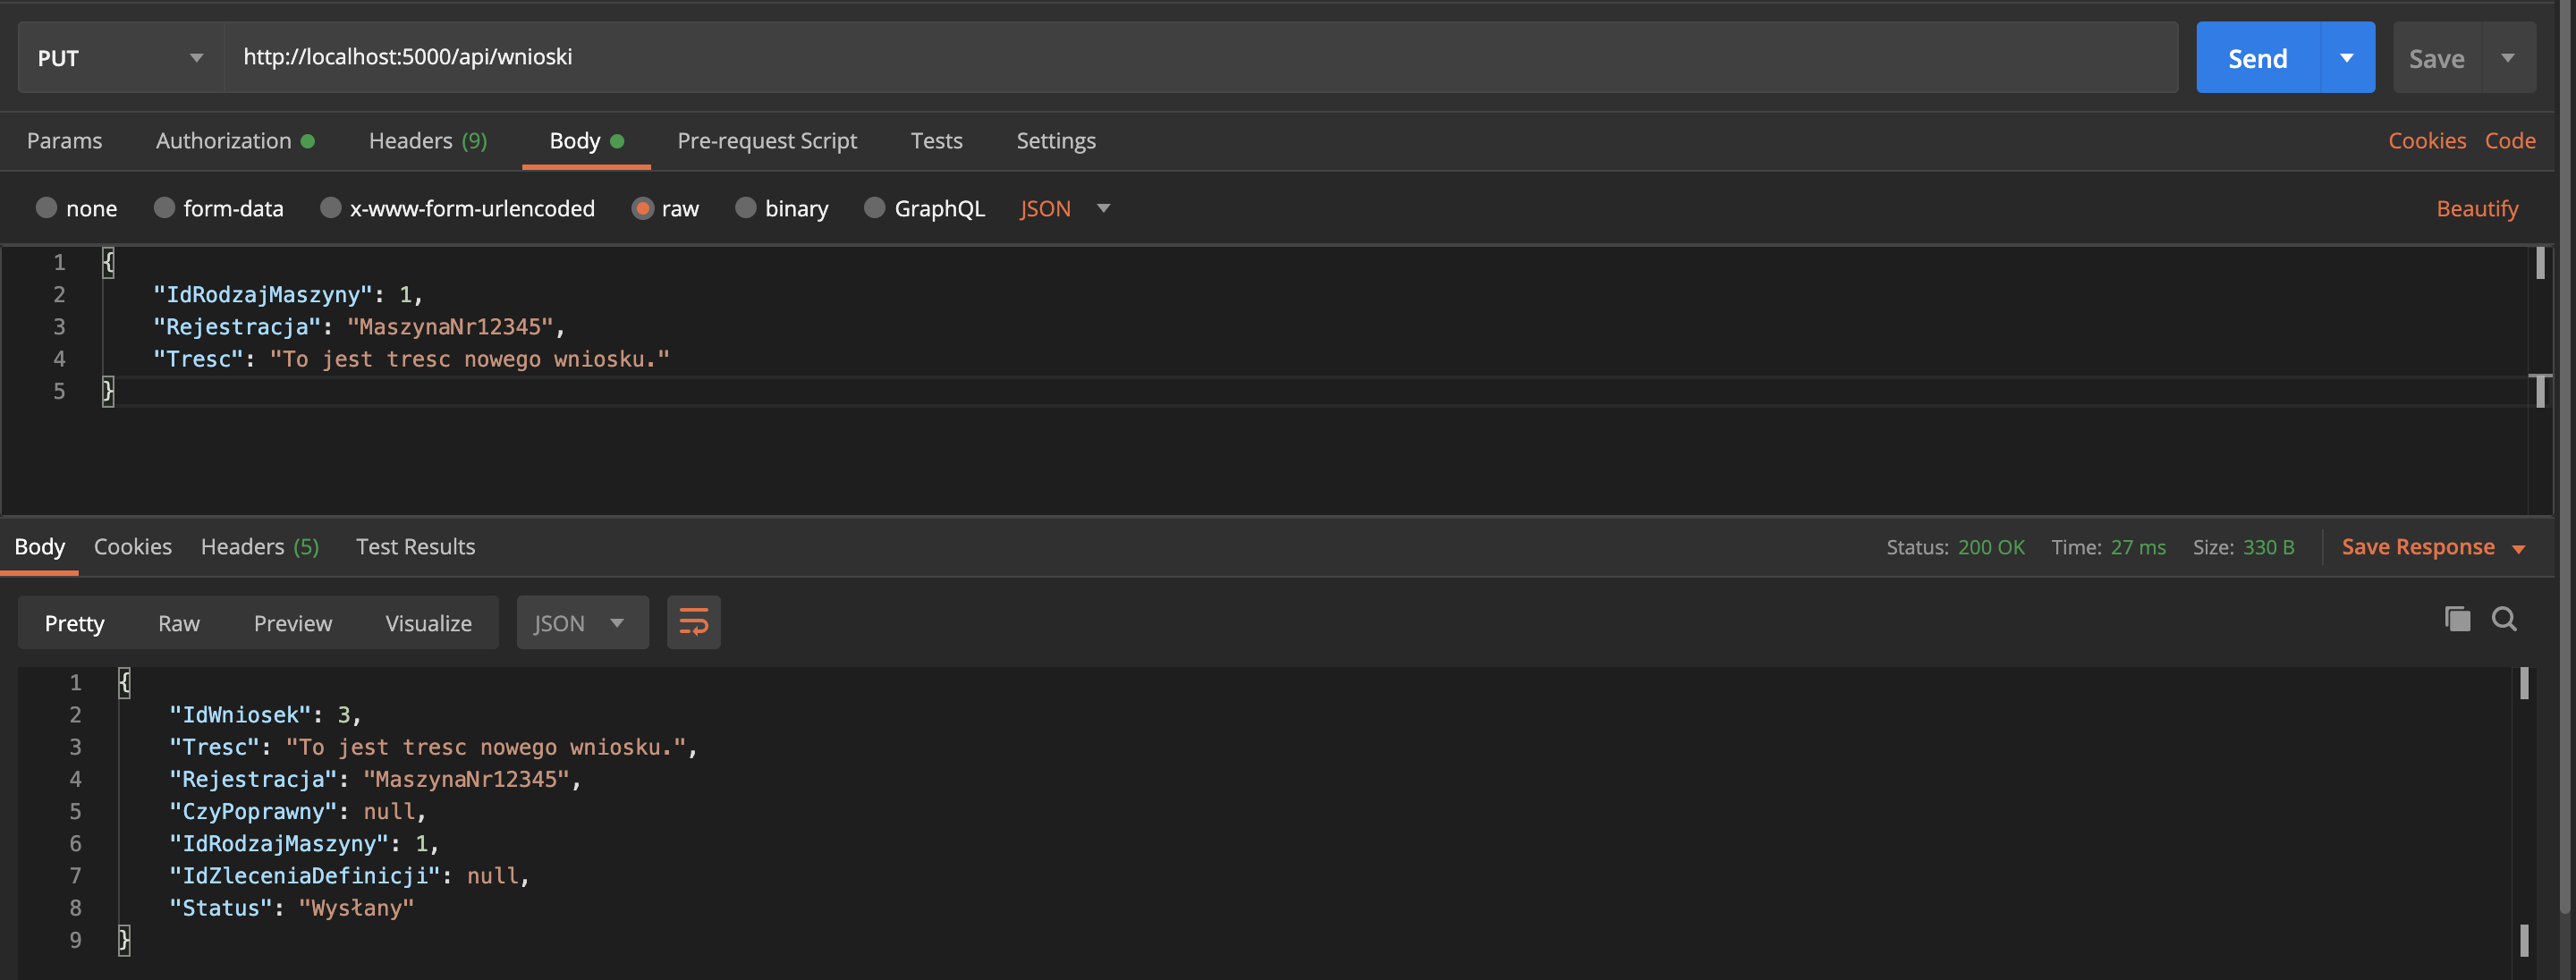 PUT http://localhost:5000/api/wnioski Send Save
Params Authorization Headers (9) Body Pre-request Script Tests Settings Cookies Code
none form-data x-www-form-urlencoded raw binary GraphQL JSON Beautify
1 {
2 "IdRodzajMaszyny": 1,
3 "Rejestracja": "MaszynaNr12345",
4 "Tresc": "To jest tresc nowego wniosku."
5 }
Body Cookies Headers (5) Test Results Status: 200 OK Time: 27 ms Size: 330 B Save Response
Pretty Raw Preview Visualize JSON
1 {
2 "IdWniosek": 3,
3 "Tresc": "To jest tresc nowego wniosku.",
4 "Rejestracja": "MaszynaNr12345",
5 "CzyPoprawny": null,
6 "IdRodzajMaszyny": 1,
7 "IdZleceniaDefinicji": null,
8 "Status": "Wysłany"
9 }